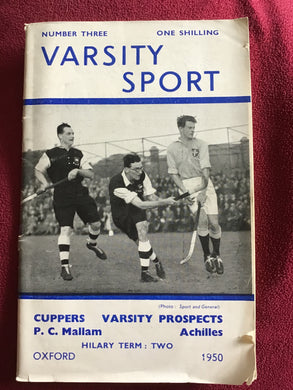 NUMBER THREE ONE SHILLING
VARSITY
SPORT
(Photo: Sport and General)
CUPPERS VARSITY PROSPECTS
P. C. Mallam Achilles
HILARY TERM: TWO
OXFORD 1950